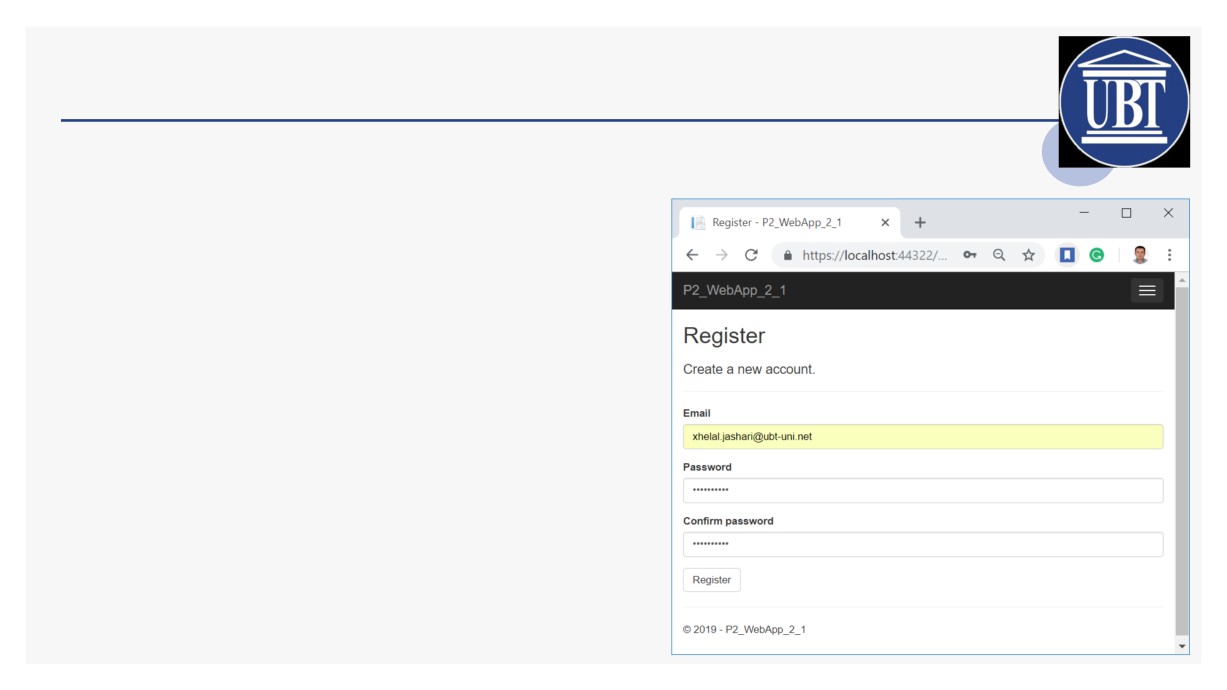 UBT
Register - P2_WebApp_2_1
https://localhost:44322/...
P2_WebApp_2_1
Register
Create a new account.
Email
xhelal.jashari@ubt-uni.net
Password
••••••••••
Confirm password
••••••••••
Register
© 2019 - P2_WebApp_2_1